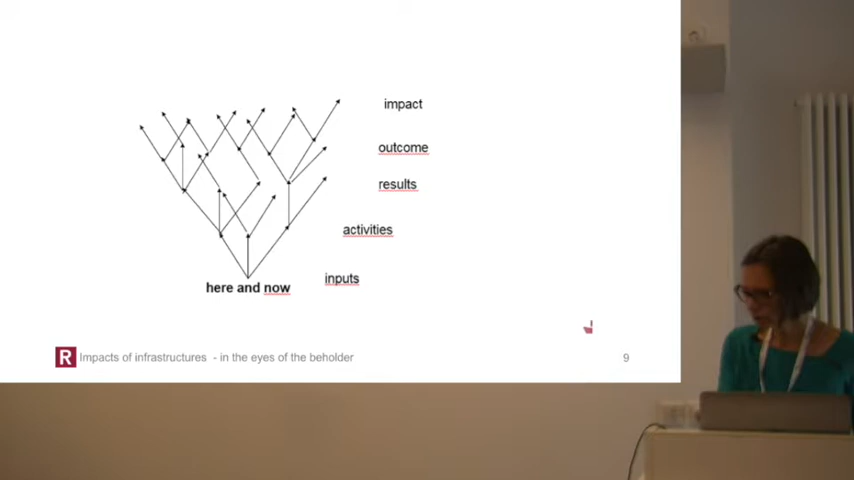 impact
outcome
results
activities
inputs
here and now
R Impacts of infrastructures - in the eyes of the beholder
9